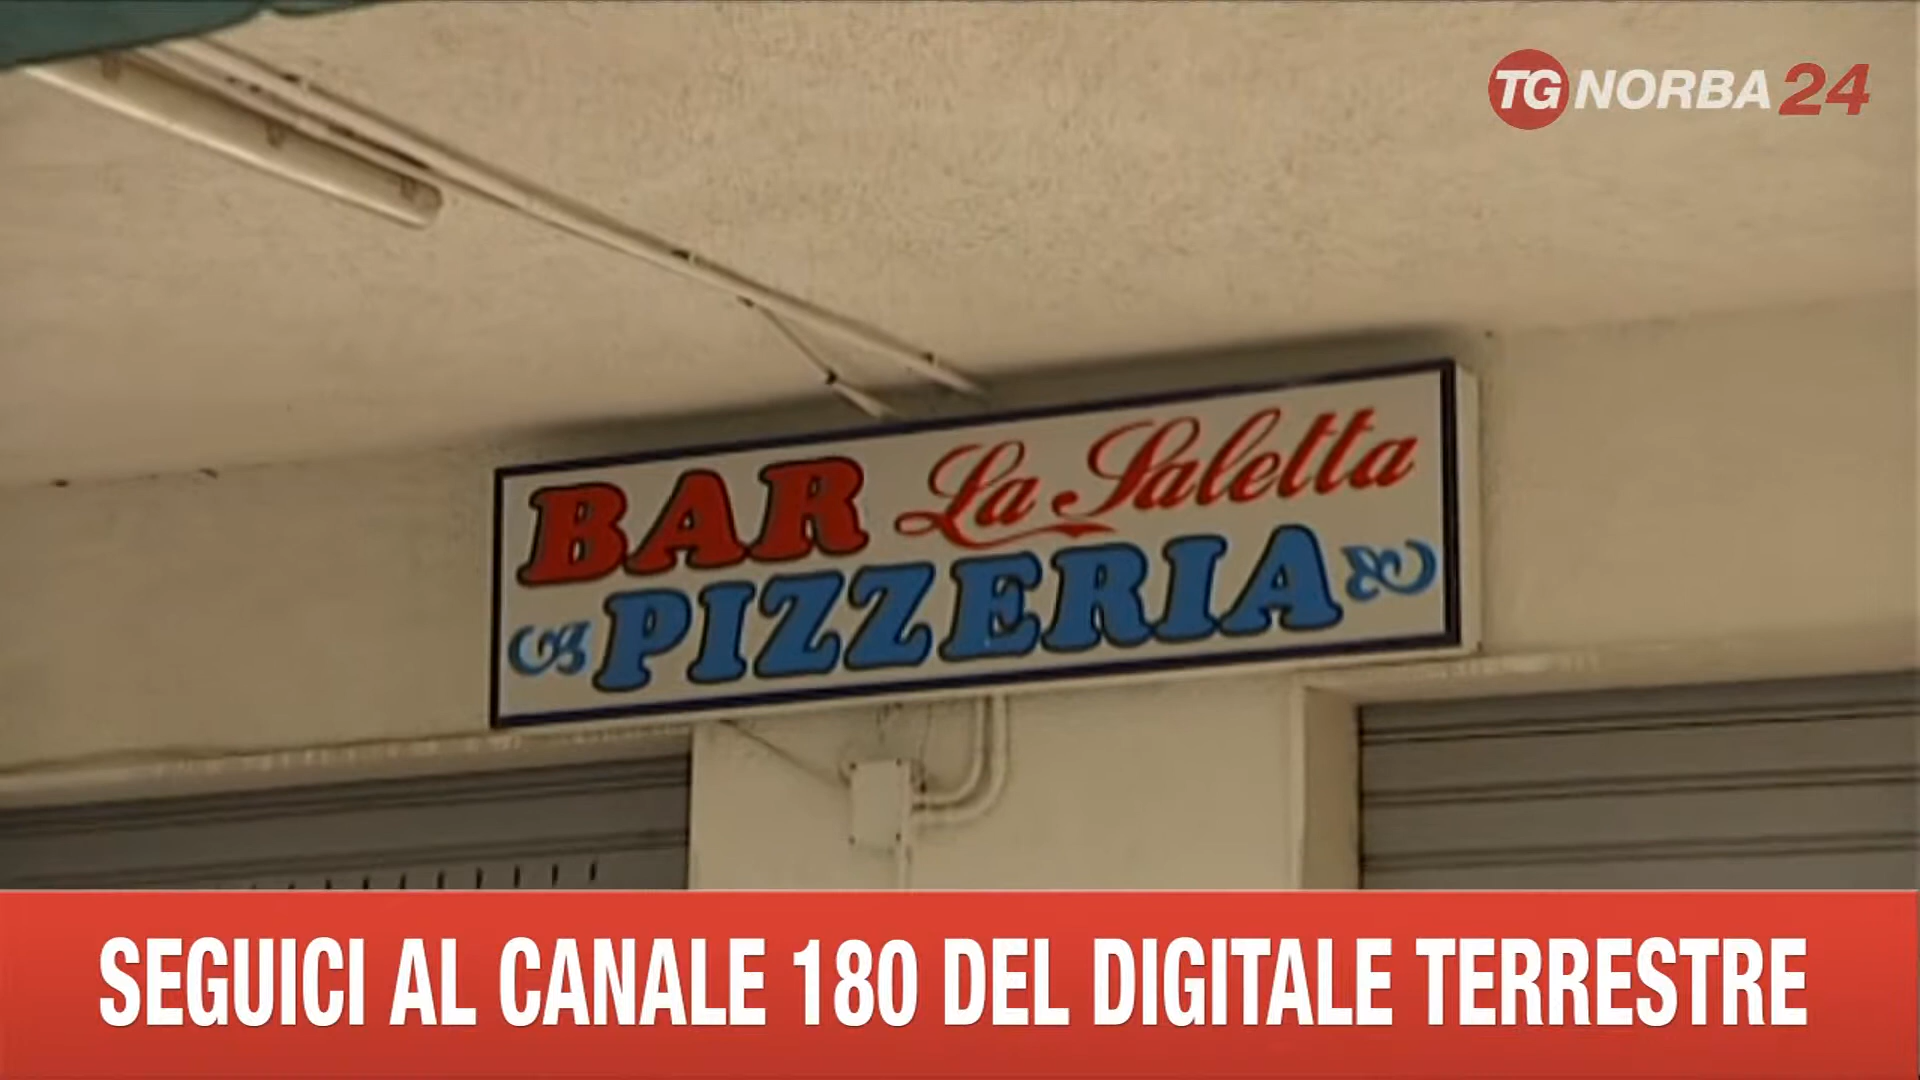 TG NORBA 24
BAR La Saletta
PIZZERIA
SEGUICI AL CANALE 180 DEL DIGITALE TERRESTRE